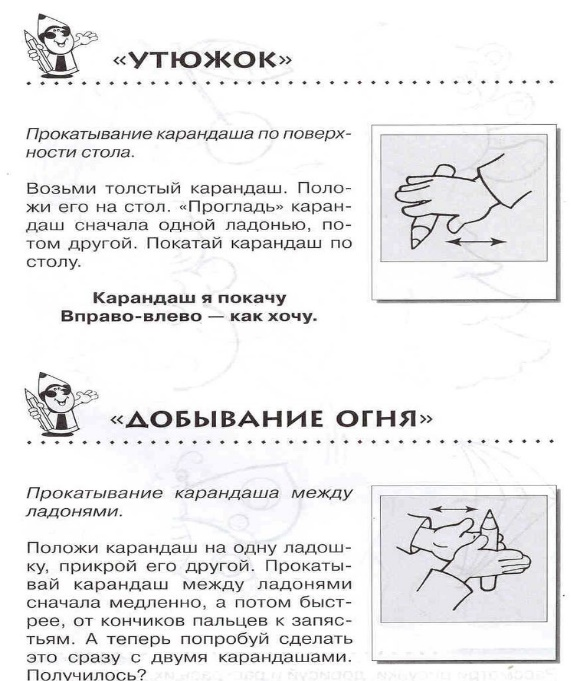 «УТЮЖОК»
Прокатывание карандаша по поверх-
ности стола.
Возьми толстый карандаш. Поло-
жи его на стол. «Прогладь» каран-
даш сначала одной ладонью, по-
том другой. Покатай карандаш по
столу.
Карандаш я покачу
Вправо-влево — как хочу.
«ДОБЫВАНИЕ ОГНЯ»
Прокатывание карандаша между
ладонями.
Положи карандаш на одну ладош-
ку, прикрой его другой. Прокаты-
вай карандаш между ладонями
сначала медленно, а потом быст-
рее, от кончиков пальцев к запяс-
тьям. А теперь попробуй сделать
это сразу с двумя карандашами.
Получилось?